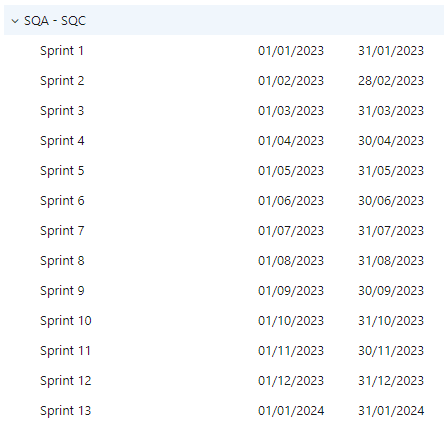 SQA - SQC
Sprint 1 01/01/2023 31/01/2023
Sprint 2 01/02/2023 28/02/2023
Sprint 3 01/03/2023 31/03/2023
Sprint 4 01/04/2023 30/04/2023
Sprint 5 01/05/2023 31/05/2023
Sprint 6 01/06/2023 30/06/2023
Sprint 7 01/07/2023 31/07/2023
Sprint 8 01/08/2023 31/08/2023
Sprint 9 01/09/2023 30/09/2023
Sprint 10 01/10/2023 31/10/2023
Sprint 11 01/11/2023 30/11/2023
Sprint 12 01/12/2023 31/12/2023
Sprint 13 01/01/2024 31/01/2024